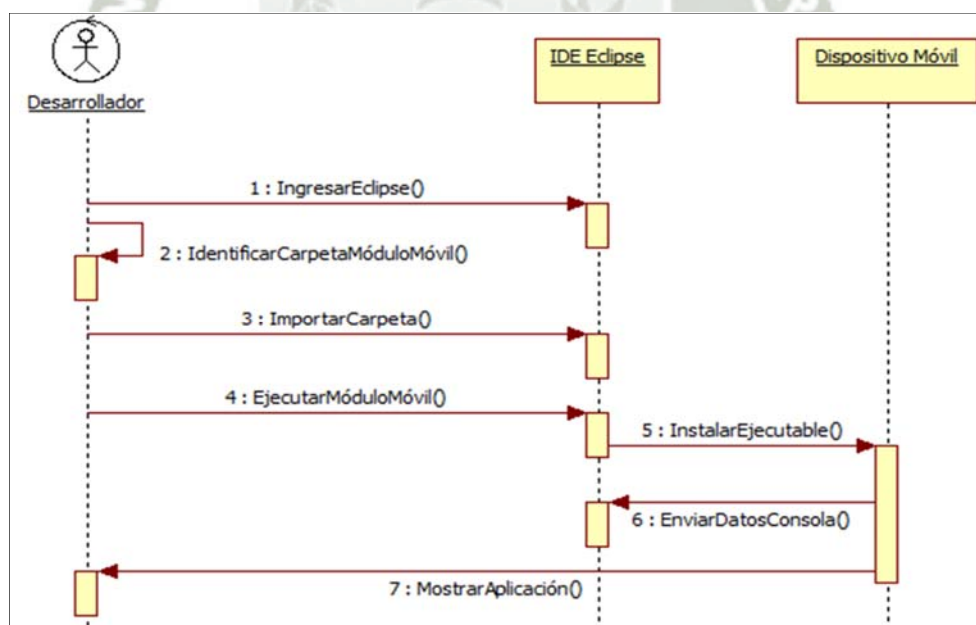 Desarrollador
IDE Eclipse
Dispositivo Móvil
1 : IngresarEclipse()
2 : IdentificarCarpetaMóduloMóvil()
3 : ImportarCarpeta()
4 : EjecutarMóduloMóvil()
5 : InstalarEjecutable()
6 : EnviarDatosConsola()
7 : MostrarAplicación()